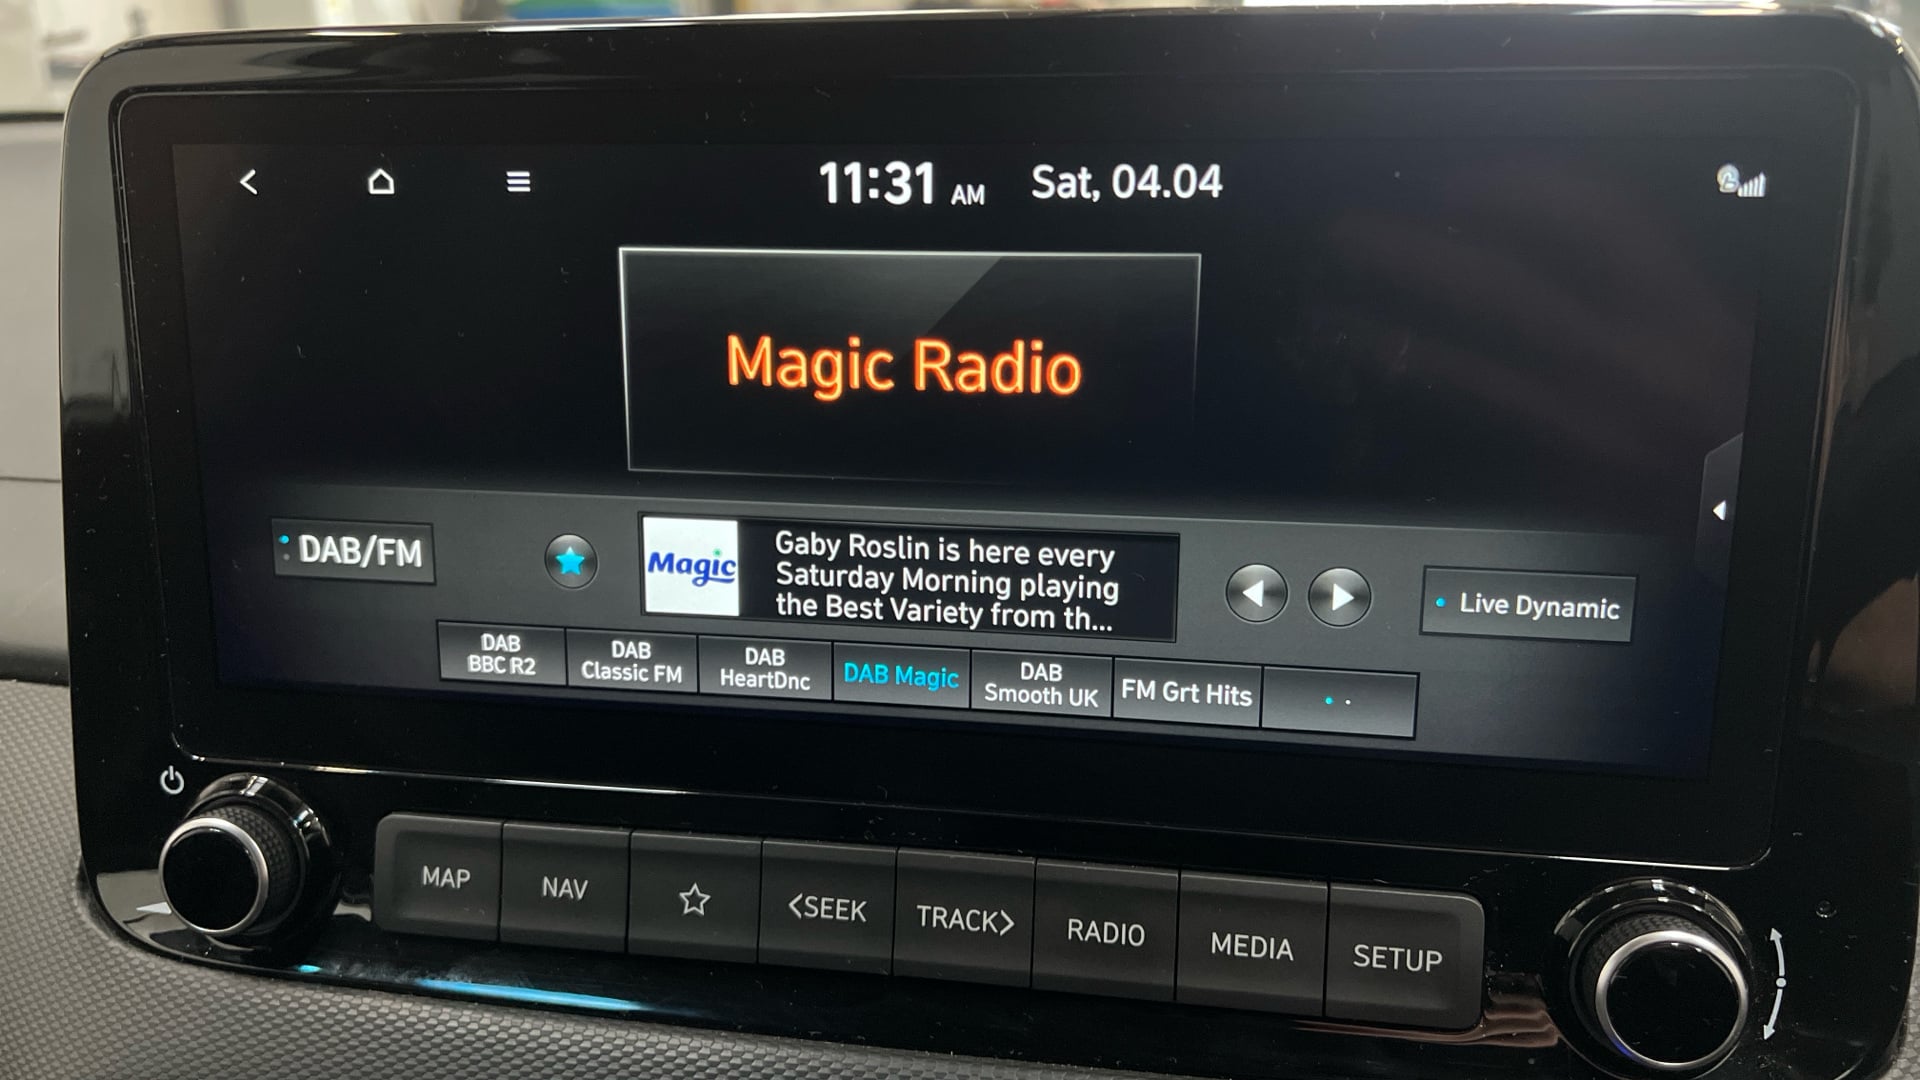 11:31 AM Sat, 04.04
Magic Radio
DAB/FM
Magic
Gaby Roslin is here every
Saturday Morning playing
the Best Variety from th...
Live Dynamic
DAB
BBC R2
DAB
Classic FM
DAB
HeartDnc
DAB Magic
DAB
Smooth UK
FM Grt Hits
MAP
NAV
<SEEK
TRACK>
RADIO
MEDIA
SETUP